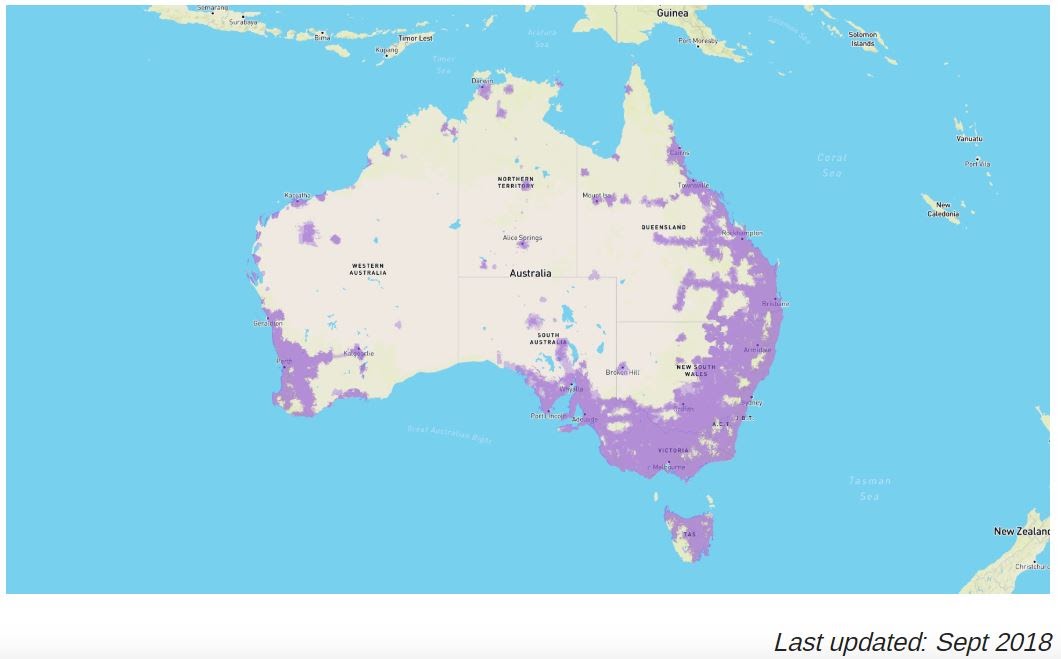 Semarang
Surabaya
Bima
Kupang
Timor Lest
Timor
Sea
Arafura
Sea
Guinea
Port Moresby
Solomon Sea
Solomon
Islands
Darwin
Cairns
Coral
Sea
Vanuatu
Port Vila
New
Caledonia
NORTHERN
TERRITORY
Townsville
Karratha
Mount Isa
QUEENSLAND
Rockhampton
Alice Springs
WESTERN
AUSTRALIA
Australia
Brisbane
Geraldton
SOUTH
AUSTRALIA
Armidale
Kalgoorlie
Perth
Broken Hill
NEW SOUTH
WALES
Whyalla
Sydney
Port Lincoln
Adelaide
J.B.T.
A.C.T.
Great Australian Bight
VICTORIA
Melbourne
Tasman
Sea
TAS
New Zealand
Christchurc
Last updated: Sept 2018